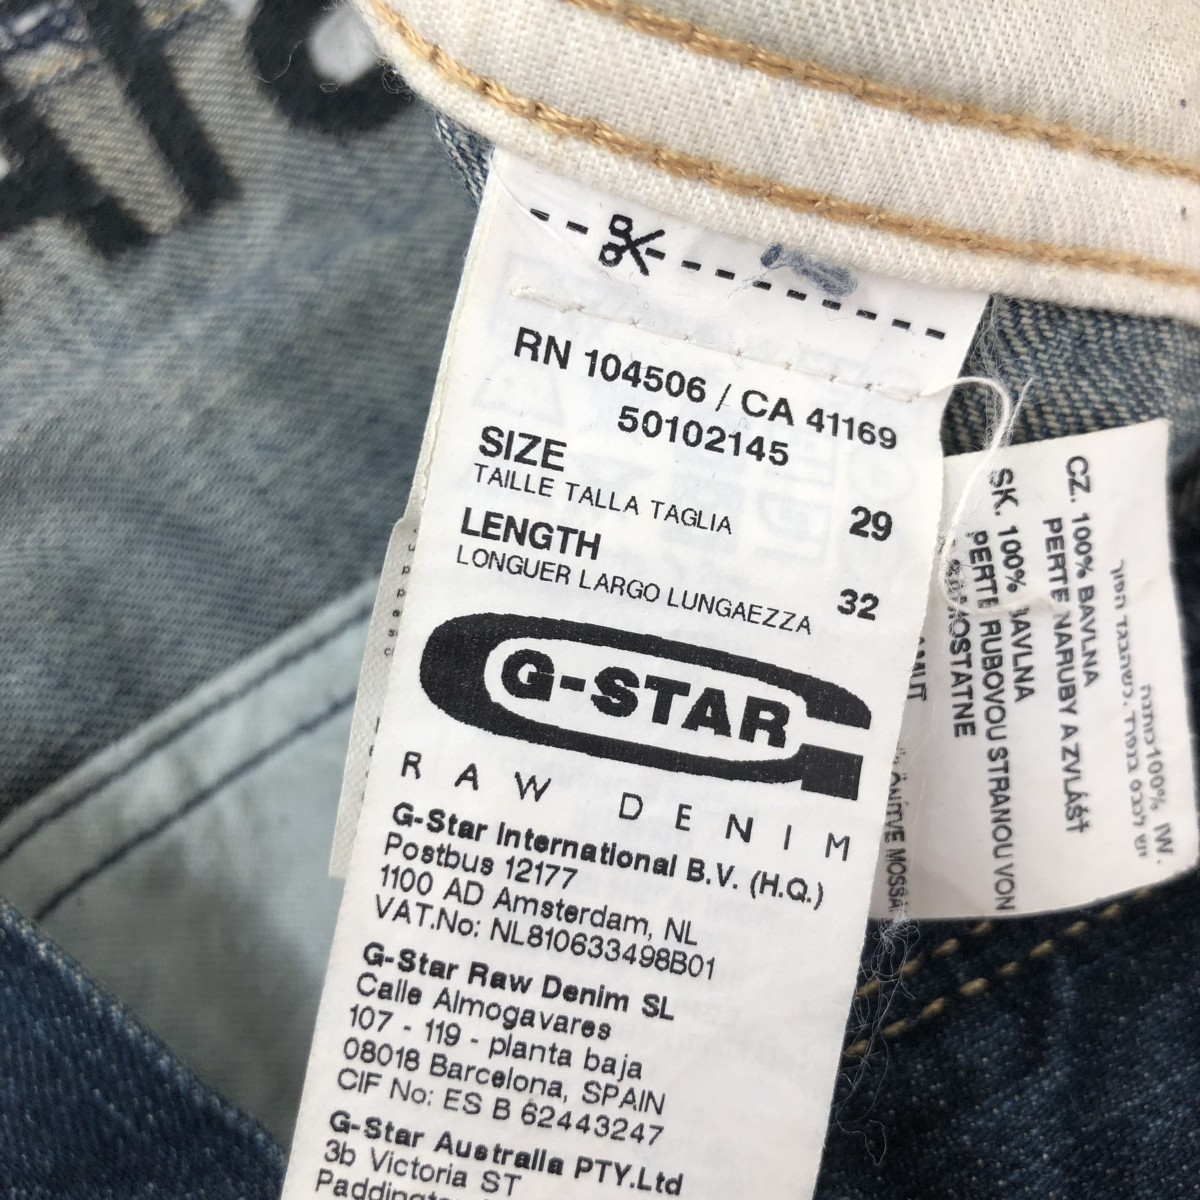 RN 104506 / CA 41169
50102145
SIZE
TAILLE TALLA TAGLIA 29
LENGTH
LONGUER LARGO LUNGAEZZA 32
G-STAR
RAW DENIM
G-Star International B.V. (H.Q.)
Postbus 12177
1100 AD Amsterdam, NL
VAT.No: NL810633498B01
G-Star Raw Denim SL
Calle Almogavares
107 - 119 - planta baja
08018 Barcelona, SPAIN
CIF No: ES B 62443247
G-Star Australia PTY.Ltd
3b Victoria ST
CZ. 100% BAVLNA
PERTE NARUBY A ZVLÁŠT
SK. 100% BAVLNA
PERTE RUBOVOU STRANOU VON
SAMOSTATNE